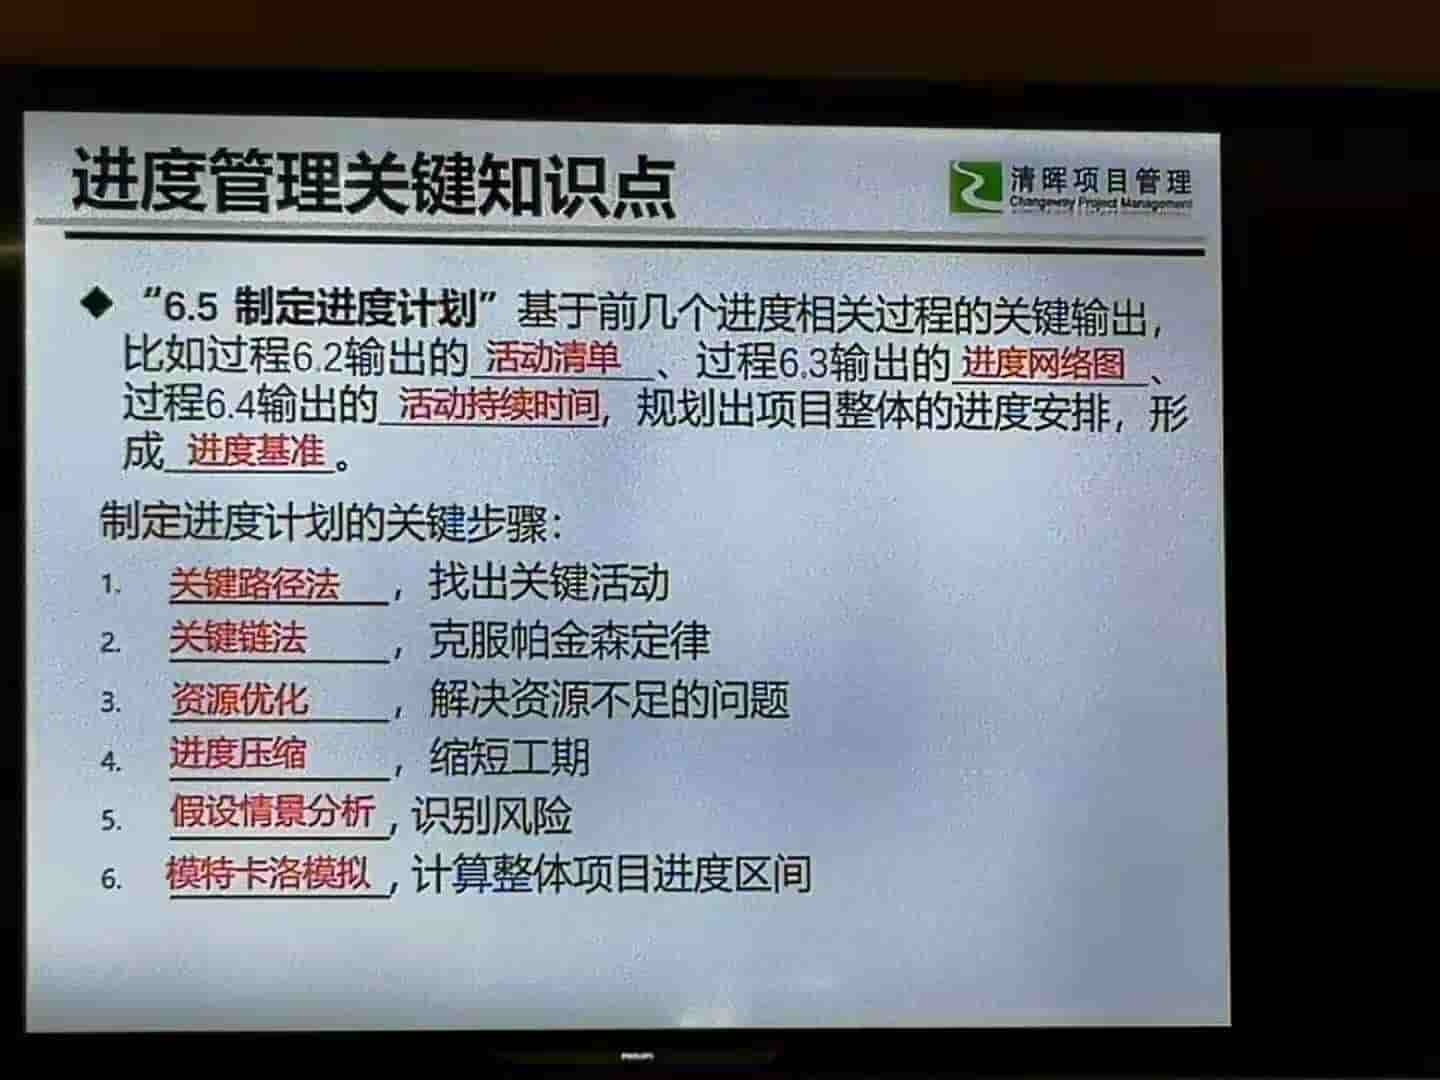 进度管理关键知识点
清晖项目管理
Changeway Project Management
“6.5 制定进度计划”基于前几个进度相关过程的关键输出，
比如过程6.2输出的 活动清单 、过程6.3输出的 进度网络图 、
过程6.4输出的 活动持续时间，规划出项目整体的进度安排，形
成 进度基准 。
制定进度计划的关键步骤：
1. 关键路径法 ，找出关键活动
2. 关键链法 ，克服帕金森定律
3. 资源优化 ，解决资源不足的问题
4. 进度压缩 ，缩短工期
5. 假设情景分析 ，识别风险
6. 模特卡洛模拟 ，计算整体项目进度区间
PHILIPS